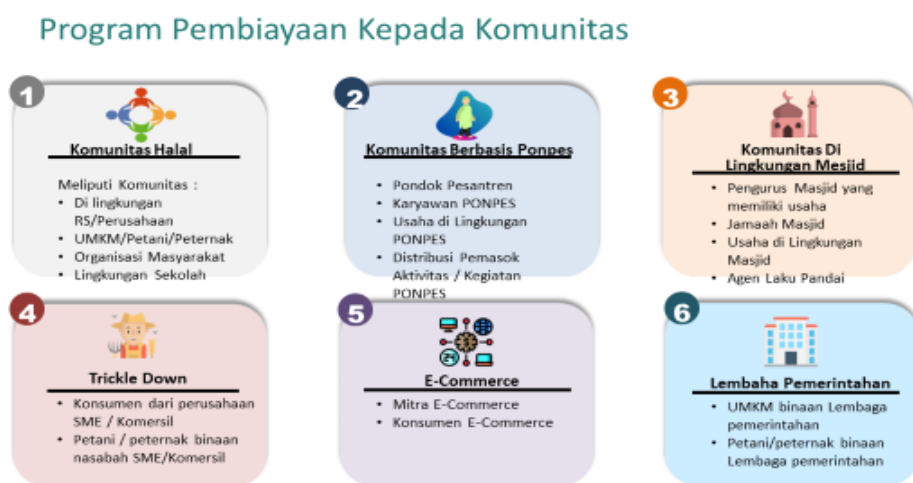 Program Pembiayaan Kepada Komunitas
1
Komunitas Halal
Meliputi Komunitas :
• Di lingkungan
RS/Perusahaan
• UMKM/Petani/Peternak
• Organisasi Masyarakat
• Lingkungan Sekolah
2
Komunitas Berbasis Ponpes
• Pondok Pesantren
• Karyawan PONPES
• Usaha di Lingkungan
PONPES
• Distribusi Pemasok
Aktivitas / Kegiatan
PONPES
3
Komunitas Di
Lingkungan Mesjid
• Pengurus Masjid yang
memiliki usaha
• Jamaah Masjid
• Usaha di Lingkungan
Masjid
• Agen Laku Pandai
4
Trickle Down
• Konsumen dari perusahaan
SME / Komersil
• Petani / peternak binaan
nasabah SME/Komersil
5
24
E-Commerce
• Mitra E-Commerce
• Konsumen E-Commerce
6
Lembaha Pemerintahan
• UMKM binaan Lembaga
pemerintahan
• Petani/peternak binaan
Lembaga pemerintahan